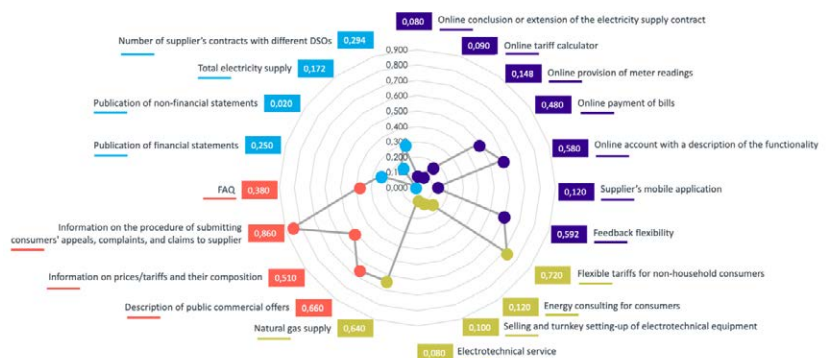 0,080 Online conclusion or extension of the electricity supply contract
Number of supplier's contracts with different DSOs 0,294
0,090 Online tariff calculator
Total electricity supply 0,172
0,148 Online provision of meter readings
Publication of non-financial statements 0,020
0,480 Online payment of bills
Publication of financial statements 0,250
0,580 Online account with a description of the functionality
FAQ 0,380
0,120 Supplier's mobile application
Information on the procedure of submitting
consumers' appeals, complaints, and claims to supplier 0,860
0,592 Feedback flexibility
Information on prices/tariffs and their composition 0,510
0,720 Flexible tariffs for non-household consumers
Description of public commercial offers 0,660
0,120 Energy consulting for consumers
Natural gas supply 0,640
0,100 Selling and turnkey setting-up of electrotechnical equipment
0,080 Electrotechnical service
0,900
0,800
0,700
0,600
0,500
0,400
0,300
0,200
0,100
0,000